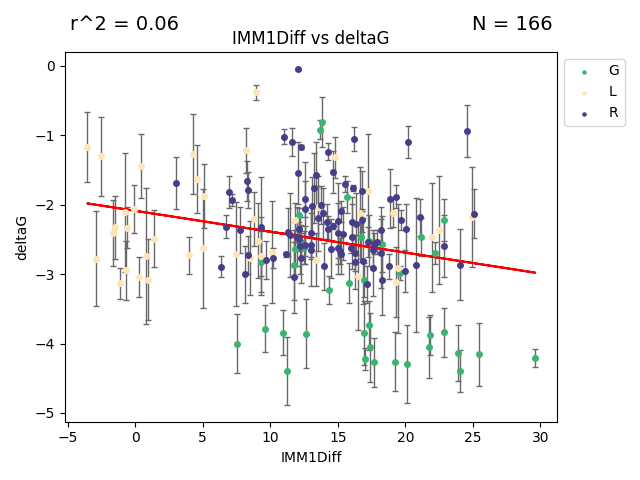 r^2 = 0.06 N = 166
IMM1Diff vs deltaG
G
L
R
deltaG
0
−1
−2
−3
−4
−5
−5 0 5 10 15 20 25 30
IMM1Diff